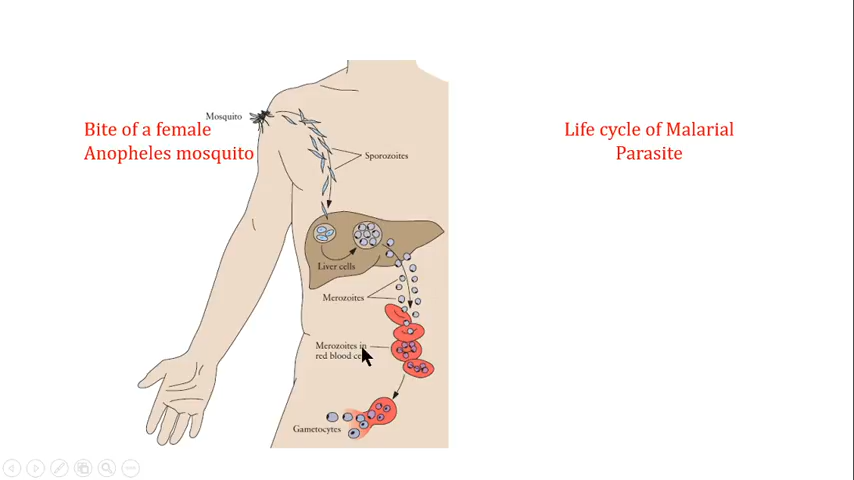 Mosquito
Bite of a female
Anopheles mosquito
Life cycle of Malarial
Parasite
Sporozoites
Liver cells
Merozoites
Merozoites in
red blood
Gametocytes